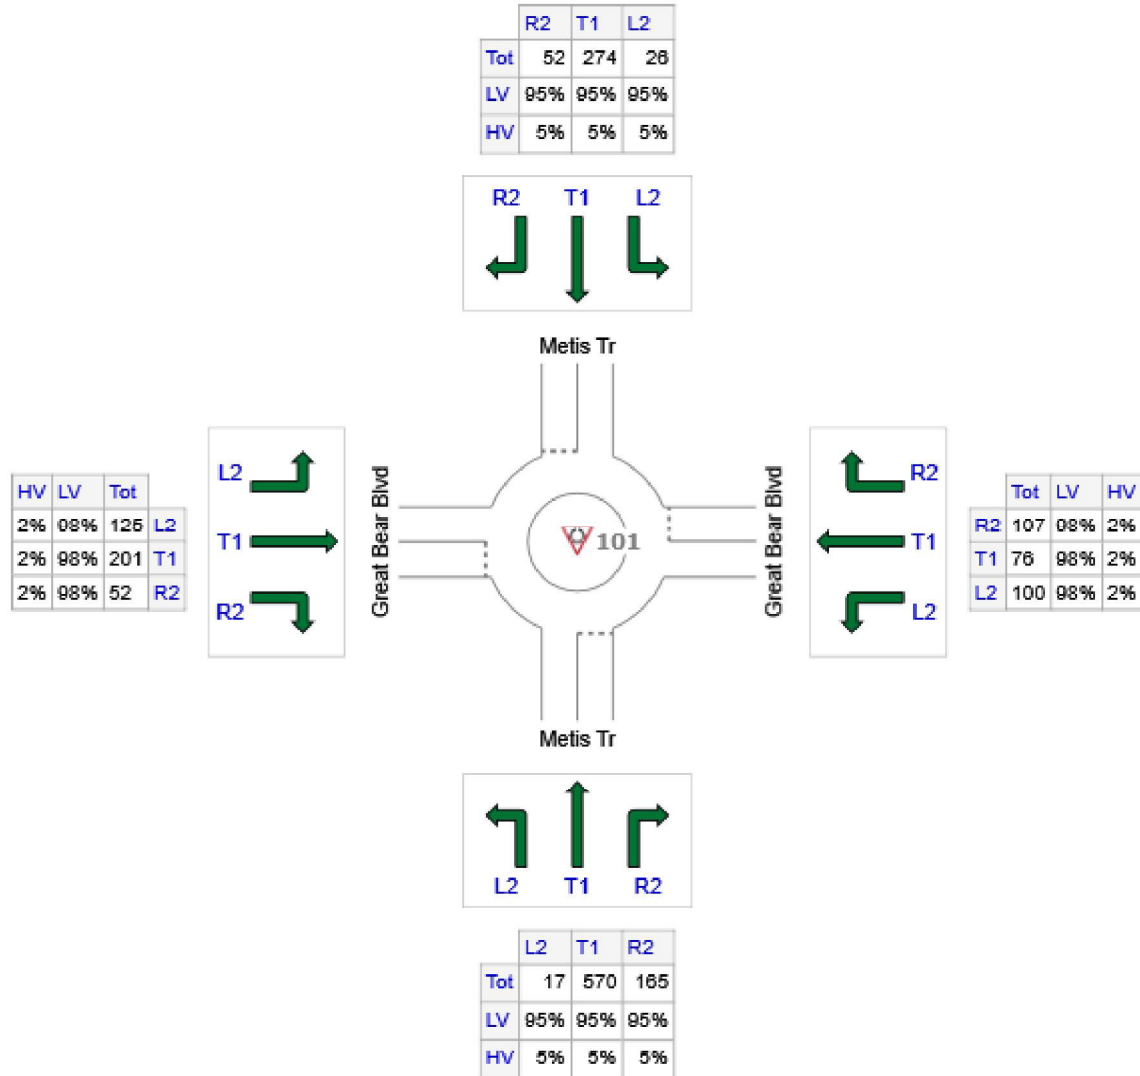 R2 T1 L2
Tot 52 274 26
LV 95% 95% 95%
HV 5% 5% 5%
R2 T1 L2
Metis Tr
HV LV Tot
2% 98% 125 L2
2% 98% 201 T1
2% 98% 52 R2
L2
T1
R2
Great Bear Blvd
101
Great Bear Blvd
R2
T1
L2
Tot LV HV
R2 107 98% 2%
T1 76 98% 2%
L2 100 98% 2%
Metis Tr
L2 T1 R2
L2 T1 R2
Tot 17 570 165
LV 95% 95% 95%
HV 5% 5% 5%